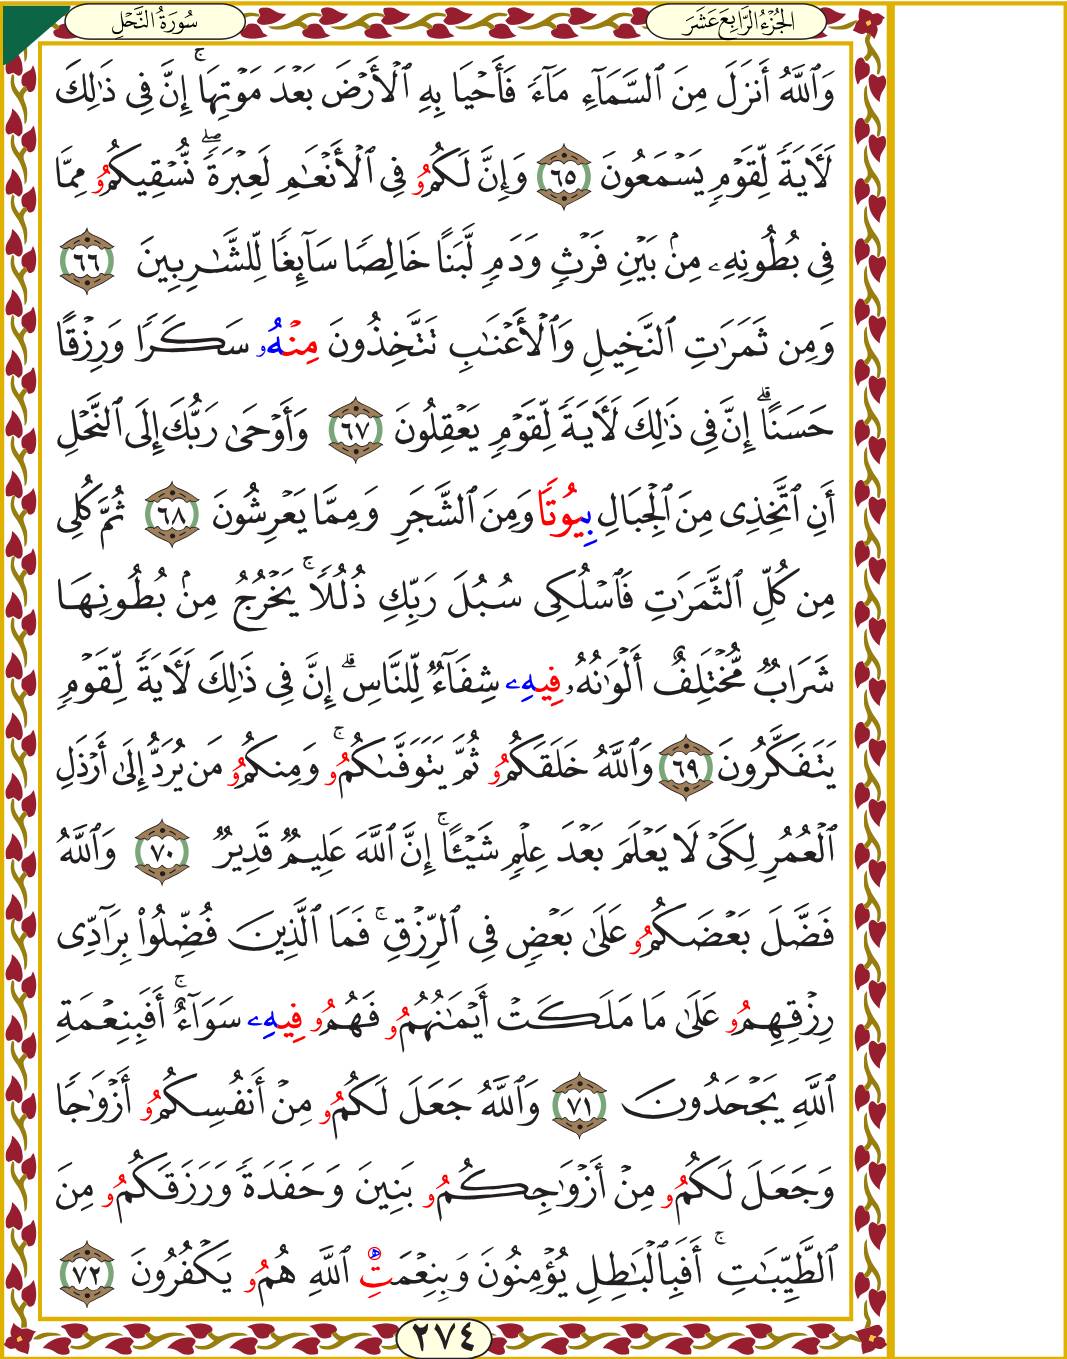 الجُزْءُ الرَّابِعَ عَشَرَ
سُورَةُ النَّحْلِ
وَٱللَّهُ أَنزَلَ مِنَ ٱلسَّمَآءِ مَآءً فَأَحْيَا بِهِ ٱلْأَرْضَ بَعْدَ مَوْتِهَآۚ إِنَّ فِى ذَٰلِكَ
لَءَايَةً لِّقَوْمٍ يَسْمَعُونَ ٦٥ وَإِنَّ لَكُمُۥ فِى ٱلْأَنْعَٰمِ لَعِبْرَةًۖ نُّسْقِيكُمُۥ مِمَّا
فِى بُطُونِهِۦ مِنۢ بَيْنِ فَرْثٍ وَدَمٍ لَّبَنًا خَالِصًا سَآئِغًا لِّلشَّٰرِبِينَ ٦٦
وَمِن ثَمَرَٰتِ ٱلنَّخِيلِ وَٱلْأَعْنَٰبِ تَتَّخِذُونَ مِنْهُۥ سَكَرًا وَرِزْقًا
حَسَنًاۗ إِنَّ فِى ذَٰلِكَ لَءَايَةً لِّقَوْمٍ يَعْقِلُونَ ٦٧ وَأَوْحَىٰ رَبُّكَ إِلَى ٱلنَّحْلِ
أَنِ ٱتَّخِذِى مِنَ ٱلْجِبَالِ بِيُوتًا وَمِنَ ٱلشَّجَرِ وَمِمَّا يَعْرِشُونَ ٦٨ ثُمَّ كُلِى
مِن كُلِّ ٱلثَّمَرَٰتِ فَٱسْلُكِى سُبُلَ رَبِّكِ ذُلُلًاۚ يَخْرُجُ مِنۢ بُطُونِهَا
شَرَابٌ مُّخْتَلِفٌ أَلْوَٰنُهُۥ فِيهِۦ شِفَآءٌ لِّلنَّاسِۗ إِنَّ فِى ذَٰلِكَ لَءَايَةً لِّقَوْمٍ
يَتَفَكَّرُونَ ٦٩ وَٱللَّهُ خَلَقَكُمُۥ ثُمَّ يَتَوَفَّىٰكُمُۥۚ وَمِنكُمُۥ مَن يُرَدُّ إِلَىٰٓ أَرْذَلِ
ٱلْعُمُرِ لِكَىْ لَا يَعْلَمَ بَعْدَ عِلْمٍ شَيْـًٔاۚ إِنَّ ٱللَّهَ عَلِيمٌ قَدِيرٌ ٧٠ وَٱللَّهُ
فَضَّلَ بَعْضَكُمُۥ عَلَىٰ بَعْضٍ فِى ٱلرِّزْقِۚ فَمَا ٱلَّذِينَ فُضِّلُوا۟ بِرَآدِّى
رِزْقِهِمُۥ عَلَىٰ مَا مَلَكَتْ أَيْمَٰنُهُمُۥ فَهُمُۥ فِيهِۦ سَوَآءٌۚ أَفَبِنِعْمَةِ
ٱللَّهِ يَجْحَدُونَ ٧١ وَٱللَّهُ جَعَلَ لَكُمُۥ مِنْ أَنفُسِكُمُۥ أَزْوَٰجًا
وَجَعَلَ لَكُمُۥ مِنْ أَزْوَٰجِكُمُۥ بَنِينَ وَحَفَدَةً وَرَزَقَكُمُۥ مِنَ
ٱلطَّيِّبَٰتِۚ أَفَبِٱلْبَٰطِلِ يُؤْمِنُونَ وَبِنِعْمَتِ ٱللَّهِ هُمُۥ يَكْفُرُونَ ٧٢
٢٧٤